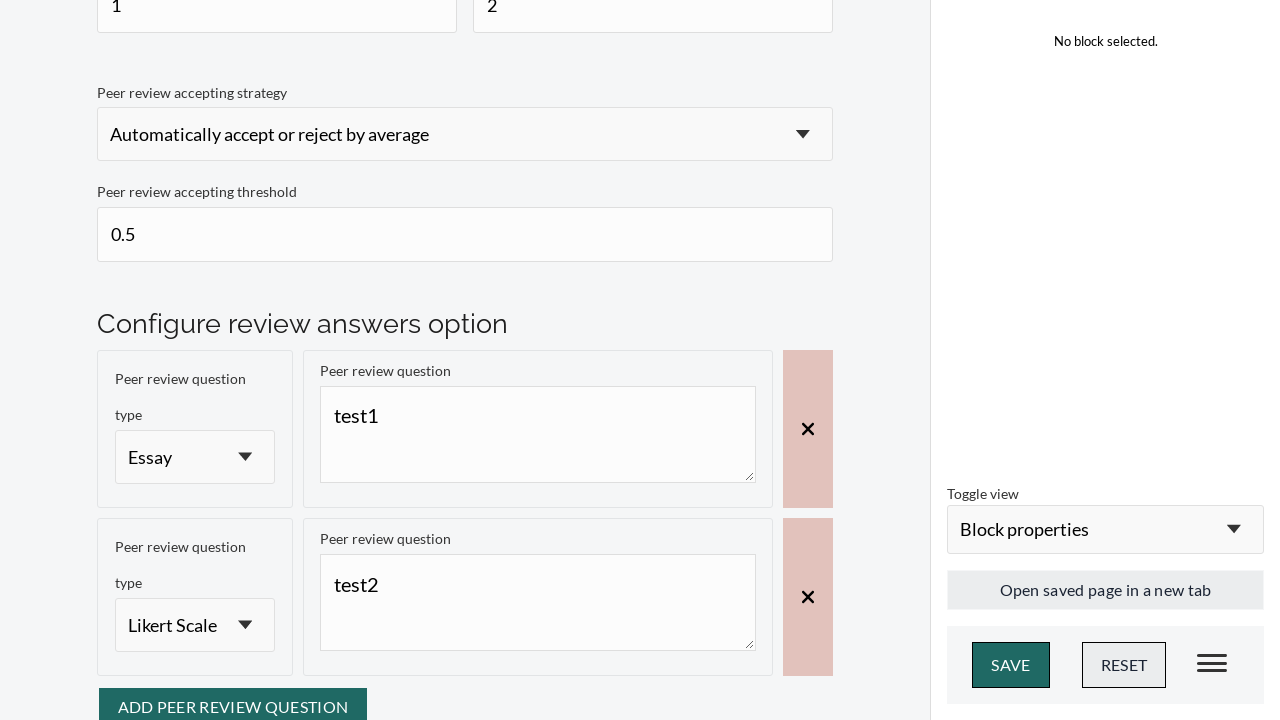 1
2
Peer review accepting strategy
Automatically accept or reject by average
Peer review accepting threshold
0.5
Configure review answers option
Peer review question
type
Essay
Peer review question
test1
Peer review question
type
Likert Scale
Peer review question
test2
ADD PEER REVIEW QUESTION
No block selected.
Toggle view
Block properties
Open saved page in a new tab
SAVE
RESET